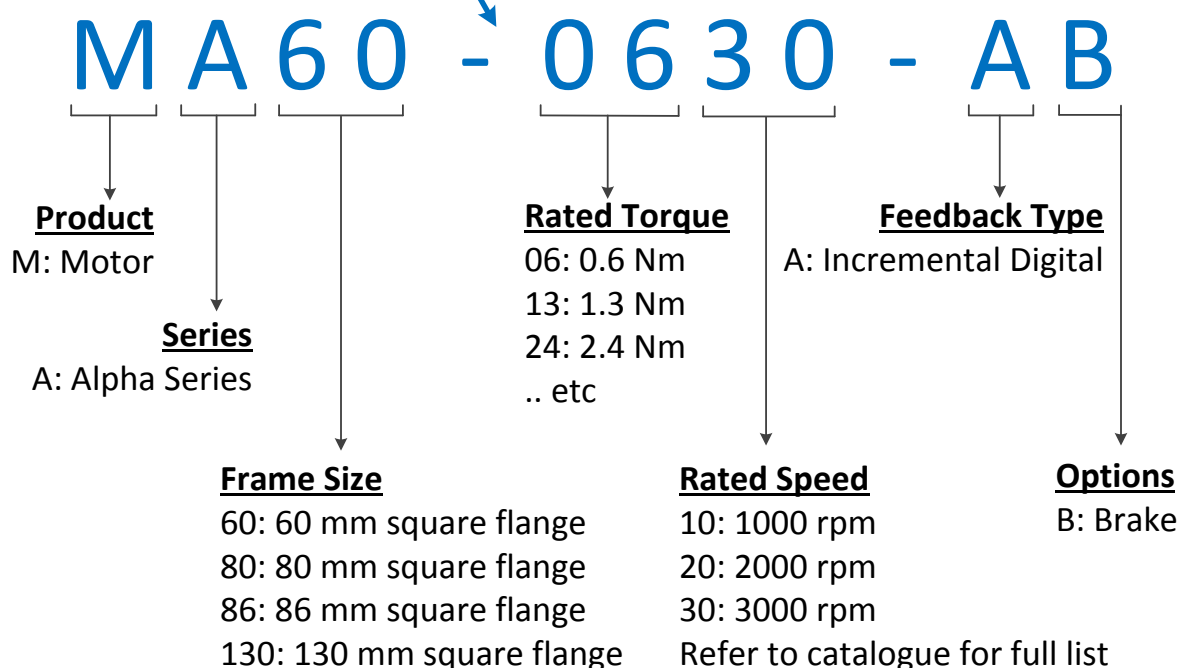 MA60 - 0630 - AB
Product
M: Motor
Series
A: Alpha Series
Frame Size
60: 60 mm square flange
80: 80 mm square flange
86: 86 mm square flange
130: 130 mm square flange
Rated Torque
06: 0.6 Nm
13: 1.3 Nm
24: 2.4 Nm
.. etc
Rated Speed
10: 1000 rpm
20: 2000 rpm
30: 3000 rpm
Refer to catalogue for full list
Feedback Type
A: Incremental Digital
Options
B: Brake